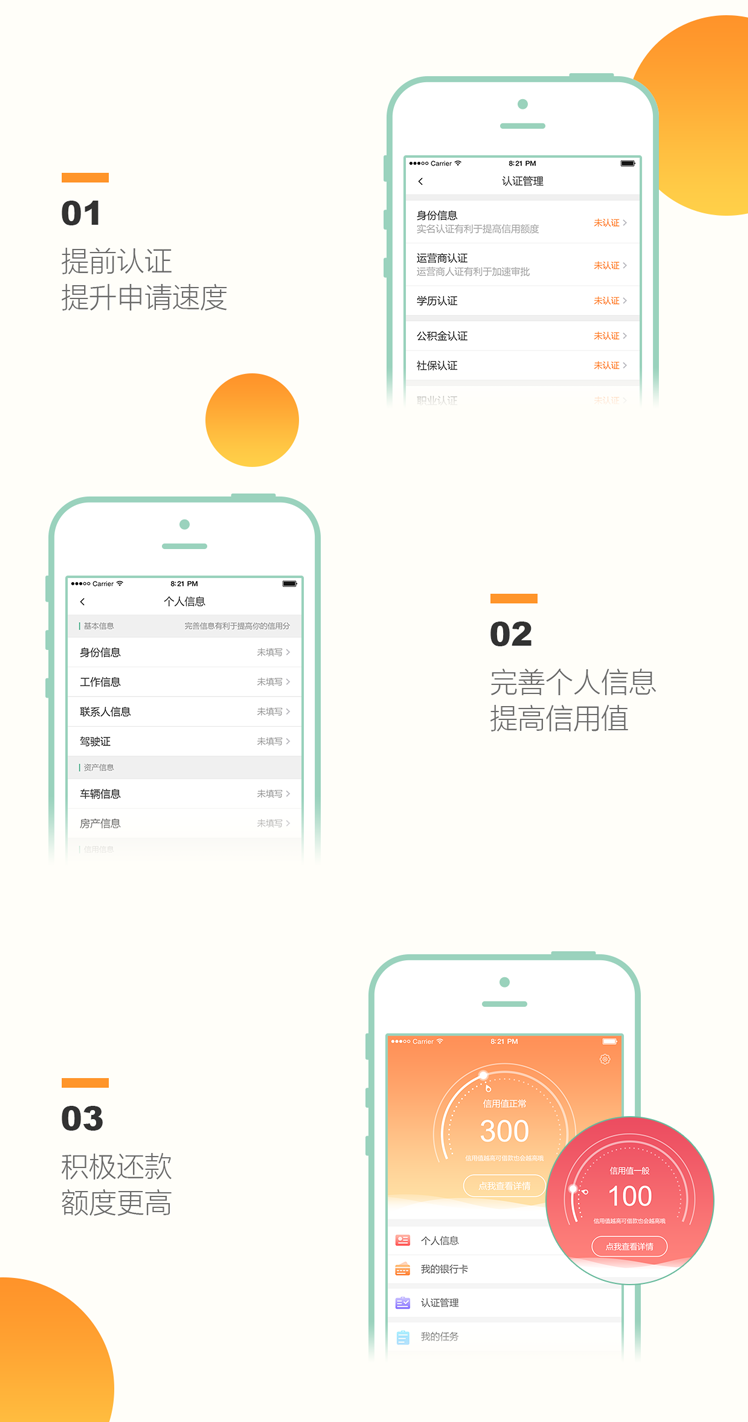 01
提前认证
提升申请速度
Carrier
8:21 PM
认证管理
身份信息
实名认证有利于提高信用额度
未认证
运营商认证
运营商人证有利于加速审批
未认证
学历认证
未认证
公积金认证
未认证
社保认证
未认证
职业认证
未认证
Carrier
8:21 PM
个人信息
基本信息
完善信息有利于提高你的信用分
身份信息
未填写
工作信息
未填写
联系人信息
未填写
驾驶证
未填写
资产信息
车辆信息
未填写
房产信息
未填写
信用信息
02
完善个人信息
提高信用值
03
积极还款
额度更高
Carrier
8:21 PM
信用值正常
300
信用值越高可借款也会越高哦
点我查看详情
信用值一般
100
信用值越高可借款也会越高哦
点我查看详情
个人信息
我的银行卡
认证管理
我的任务